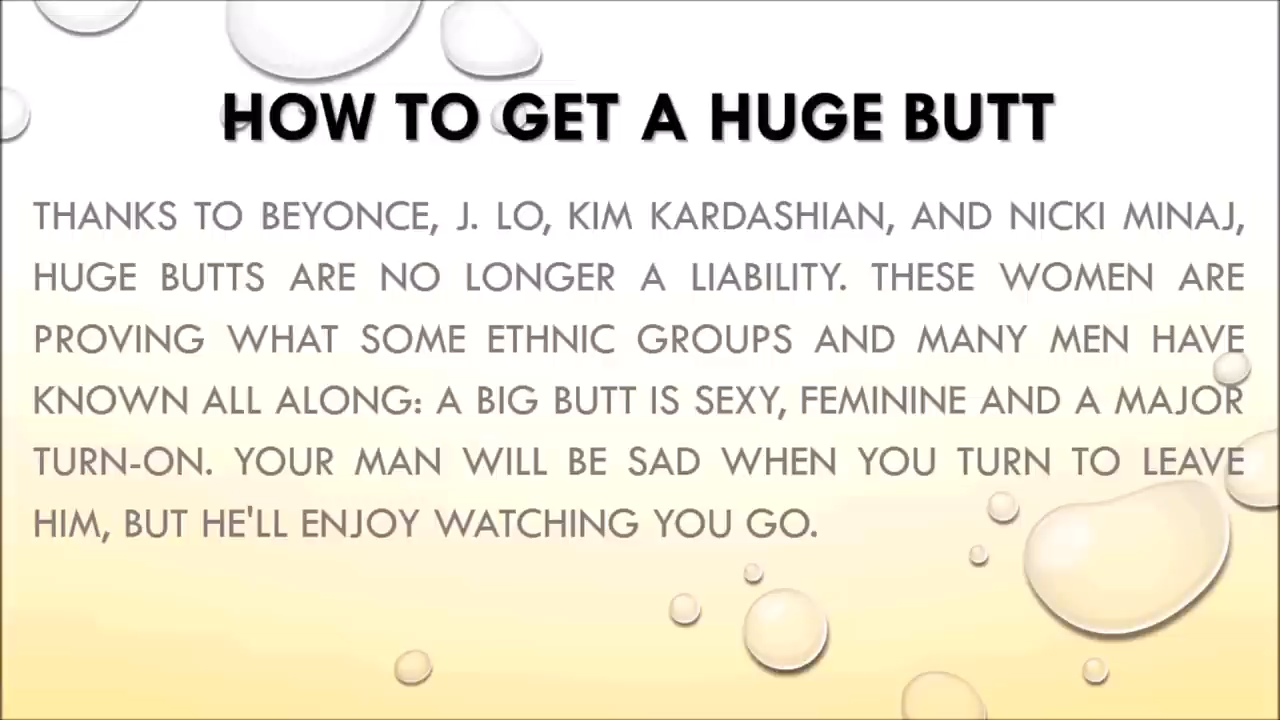 HOW TO GET A HUGE BUTT
THANKS TO BEYONCE, J. LO, KIM KARDASHIAN, AND NICKI MINAJ,
HUGE BUTTS ARE NO LONGER A LIABILITY. THESE WOMEN ARE
PROVING WHAT SOME ETHNIC GROUPS AND MANY MEN HAVE
KNOWN ALL ALONG: A BIG BUTT IS SEXY, FEMININE AND A MAJOR
TURN-ON. YOUR MAN WILL BE SAD WHEN YOU TURN TO LEAVE
HIM, BUT HE'LL ENJOY WATCHING YOU GO.